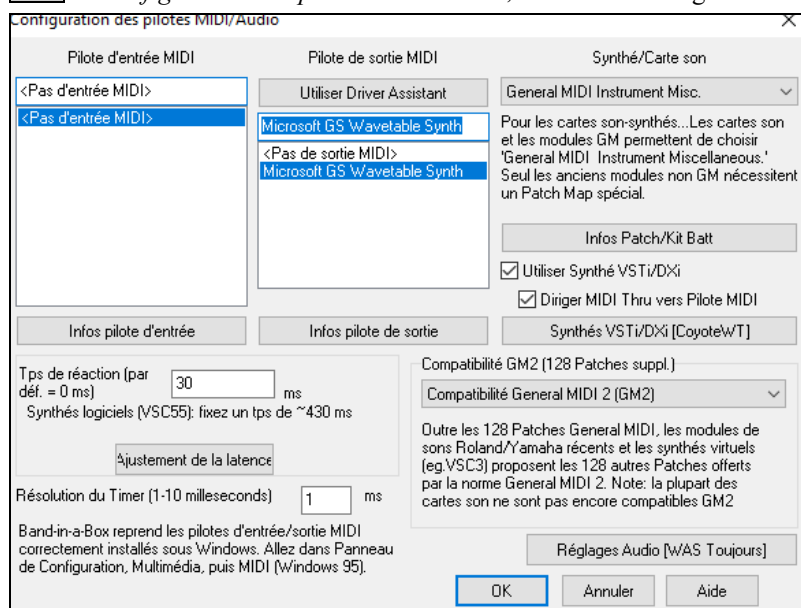 Configuration des pilotes MIDI/Audio
Pilote d'entrée MIDI
<Pas d'entrée MIDI>
<Pas d'entrée MIDI>
Infos pilote d'entrée
Pilote de sortie MIDI
Utiliser Driver Assistant
Microsoft GS Wavetable Synth
<Pas de sortie MIDI>
Microsoft GS Wavetable Synth
Infos pilote de sortie
Synthé/Carte son
General MIDI Instrument Misc.
Pour les cartes son-synthés...Les cartes son
et les modules GM permettent de choisir
'General MIDI Instrument Miscellaneous.'
Seul les anciens modules non GM nécessitent
un Patch Map spécial.
Infos Patch/Kit Batt
Utiliser Synthé VSTi/DXi
Diriger MIDI Thru vers Pilote MIDI
Synthés VSTi/DXi [CoyoteWT]
Tps de réaction (par
déf. = 0 ms)
30 ms
Synthés logiciels (VSC55): fixez un tps de ~430 ms
Ajustement de la latence
Résolution du Timer (1-10 milleseconds) 1 ms
Band-in-a-Box reprend les pilotes d'entrée/sortie MIDI
correctement installés sous Windows. Allez dans Panneau
de Configuration, Multimédia, puis MIDI (Windows 95).
Compatibilité GM2 (128 Patches suppl.)
Compatibilité General MIDI 2 (GM2)
Outre les 128 Patches General MIDI, les modules de
sons Roland/Yamaha récents et les synthés virtuels
(eg.VSC3) proposent les 128 autres Patches offerts
par la norme General MIDI 2. Note: la plupart des
cartes son ne sont pas encore compatibles GM2
Réglages Audio [WAS Toujours]
OK
Annuler
Aide